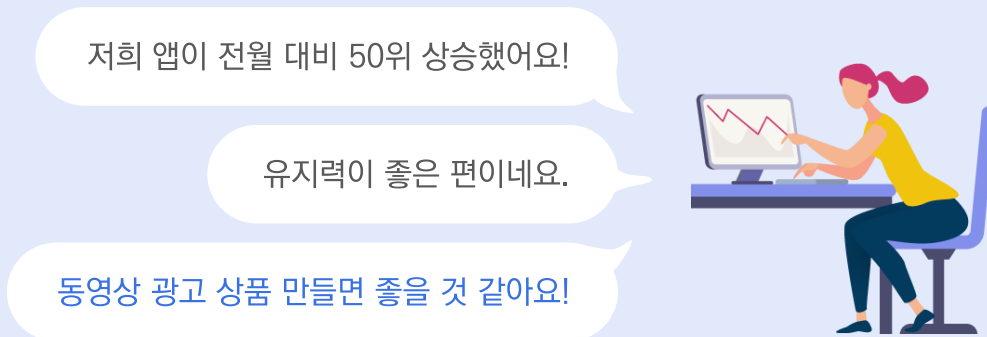 저희 앱이 전월 대비 50위 상승했어요!
유지력이 좋은 편이네요.
동영상 광고 상품 만들면 좋을 것 같아요!